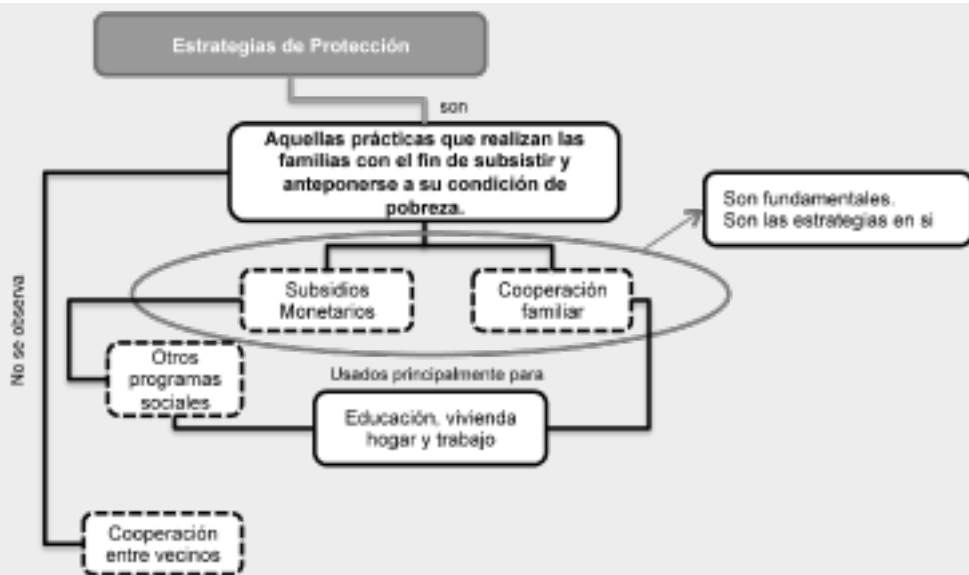 Estrategias de Protección
son
Aquellas prácticas que realizan las
familias con el fin de subsistir y
anteponerse a su condición de
pobreza.
Son fundamentales.
Son las estrategias en si
Subsidios
Monetarios
Cooperación
familiar
No se observa
Otros
programas
sociales
Usados principalmente para
Educación, vivienda
hogar y trabajo
Cooperación
entre vecinos